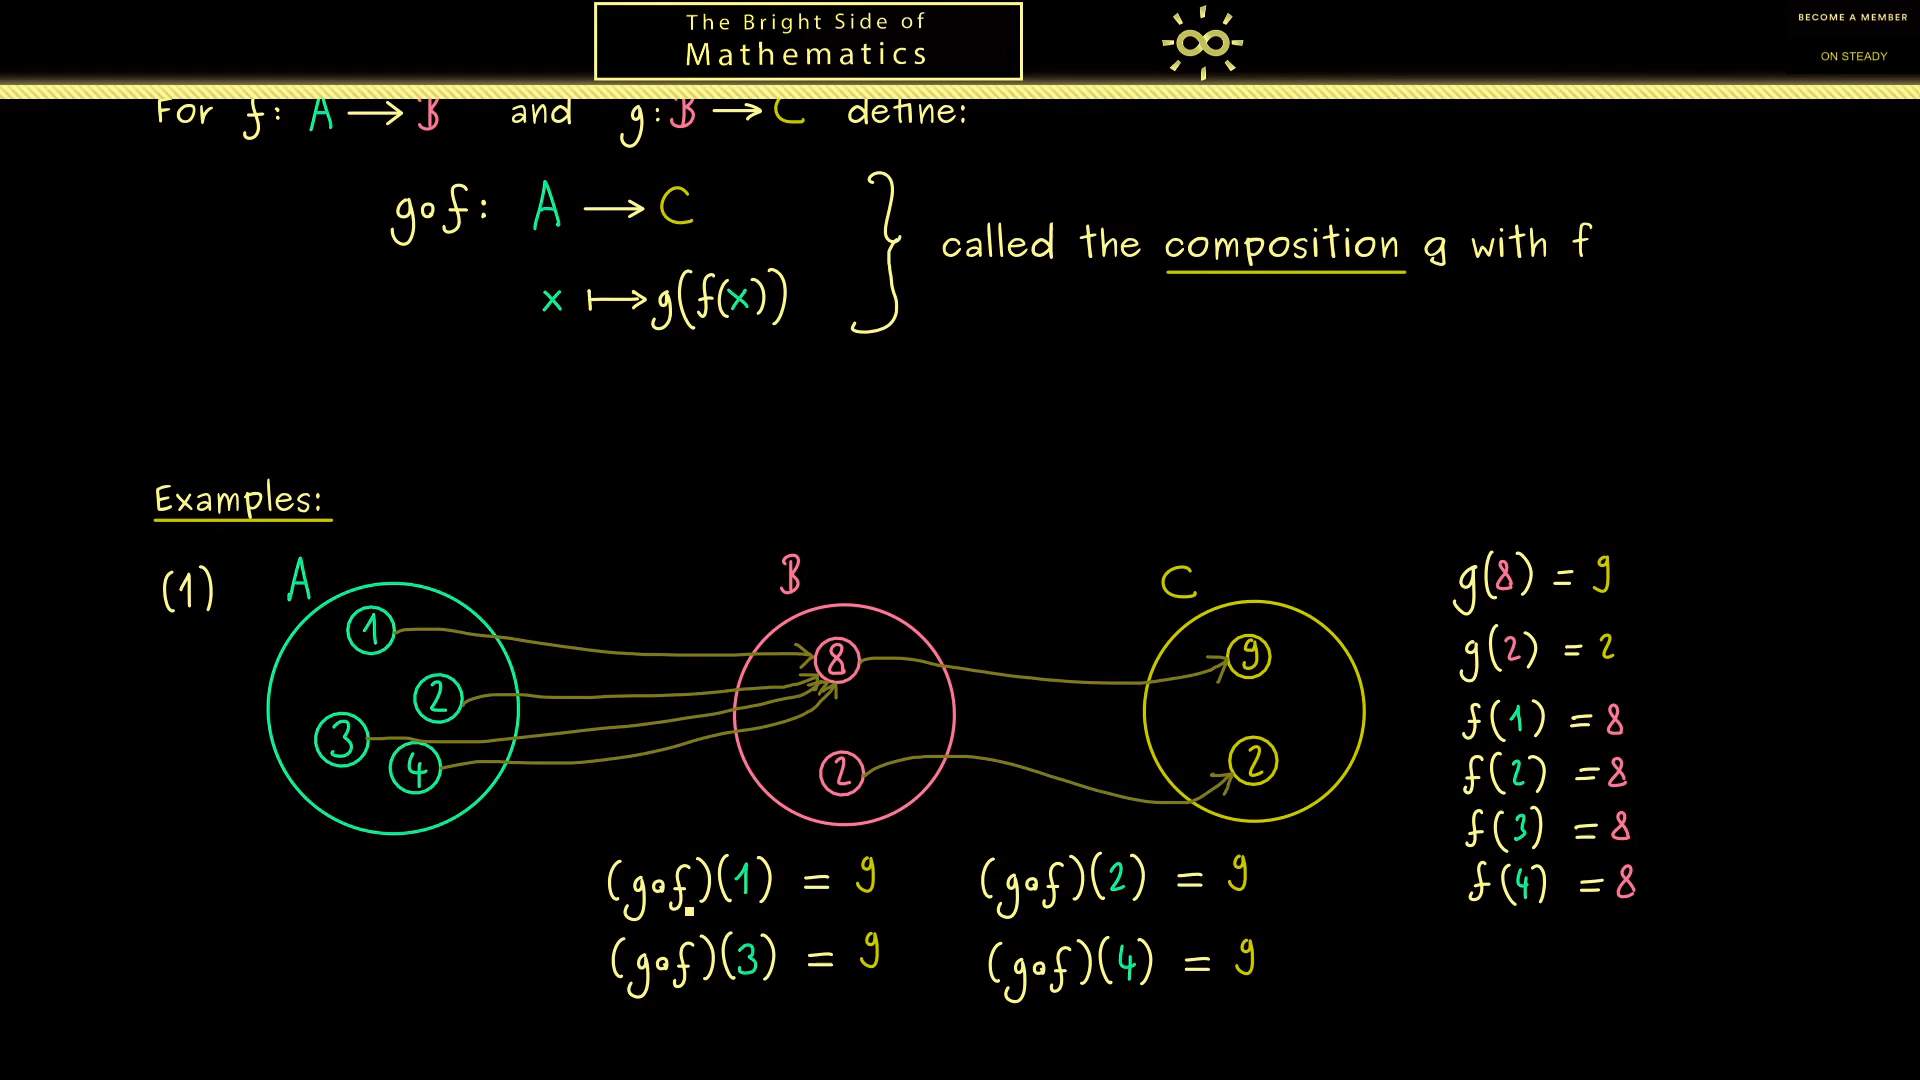 The Bright Side of
Mathematics
BECOME A MEMBER
ON STEADY
For f: A → B and g: B → C define:
g∘f: A → C
x ↦ g(f(x))
called the composition g with f
Examples:
(1) A B C
1 2 3 4
8 2
9 2
g(8) = 9
g(2) = 2
f(1) = 8
f(2) = 8
f(3) = 8
f(4) = 8
(g∘f)(1) = 9 (g∘f)(2) = 9
(g∘f)(3) = 9 (g∘f)(4) = 9